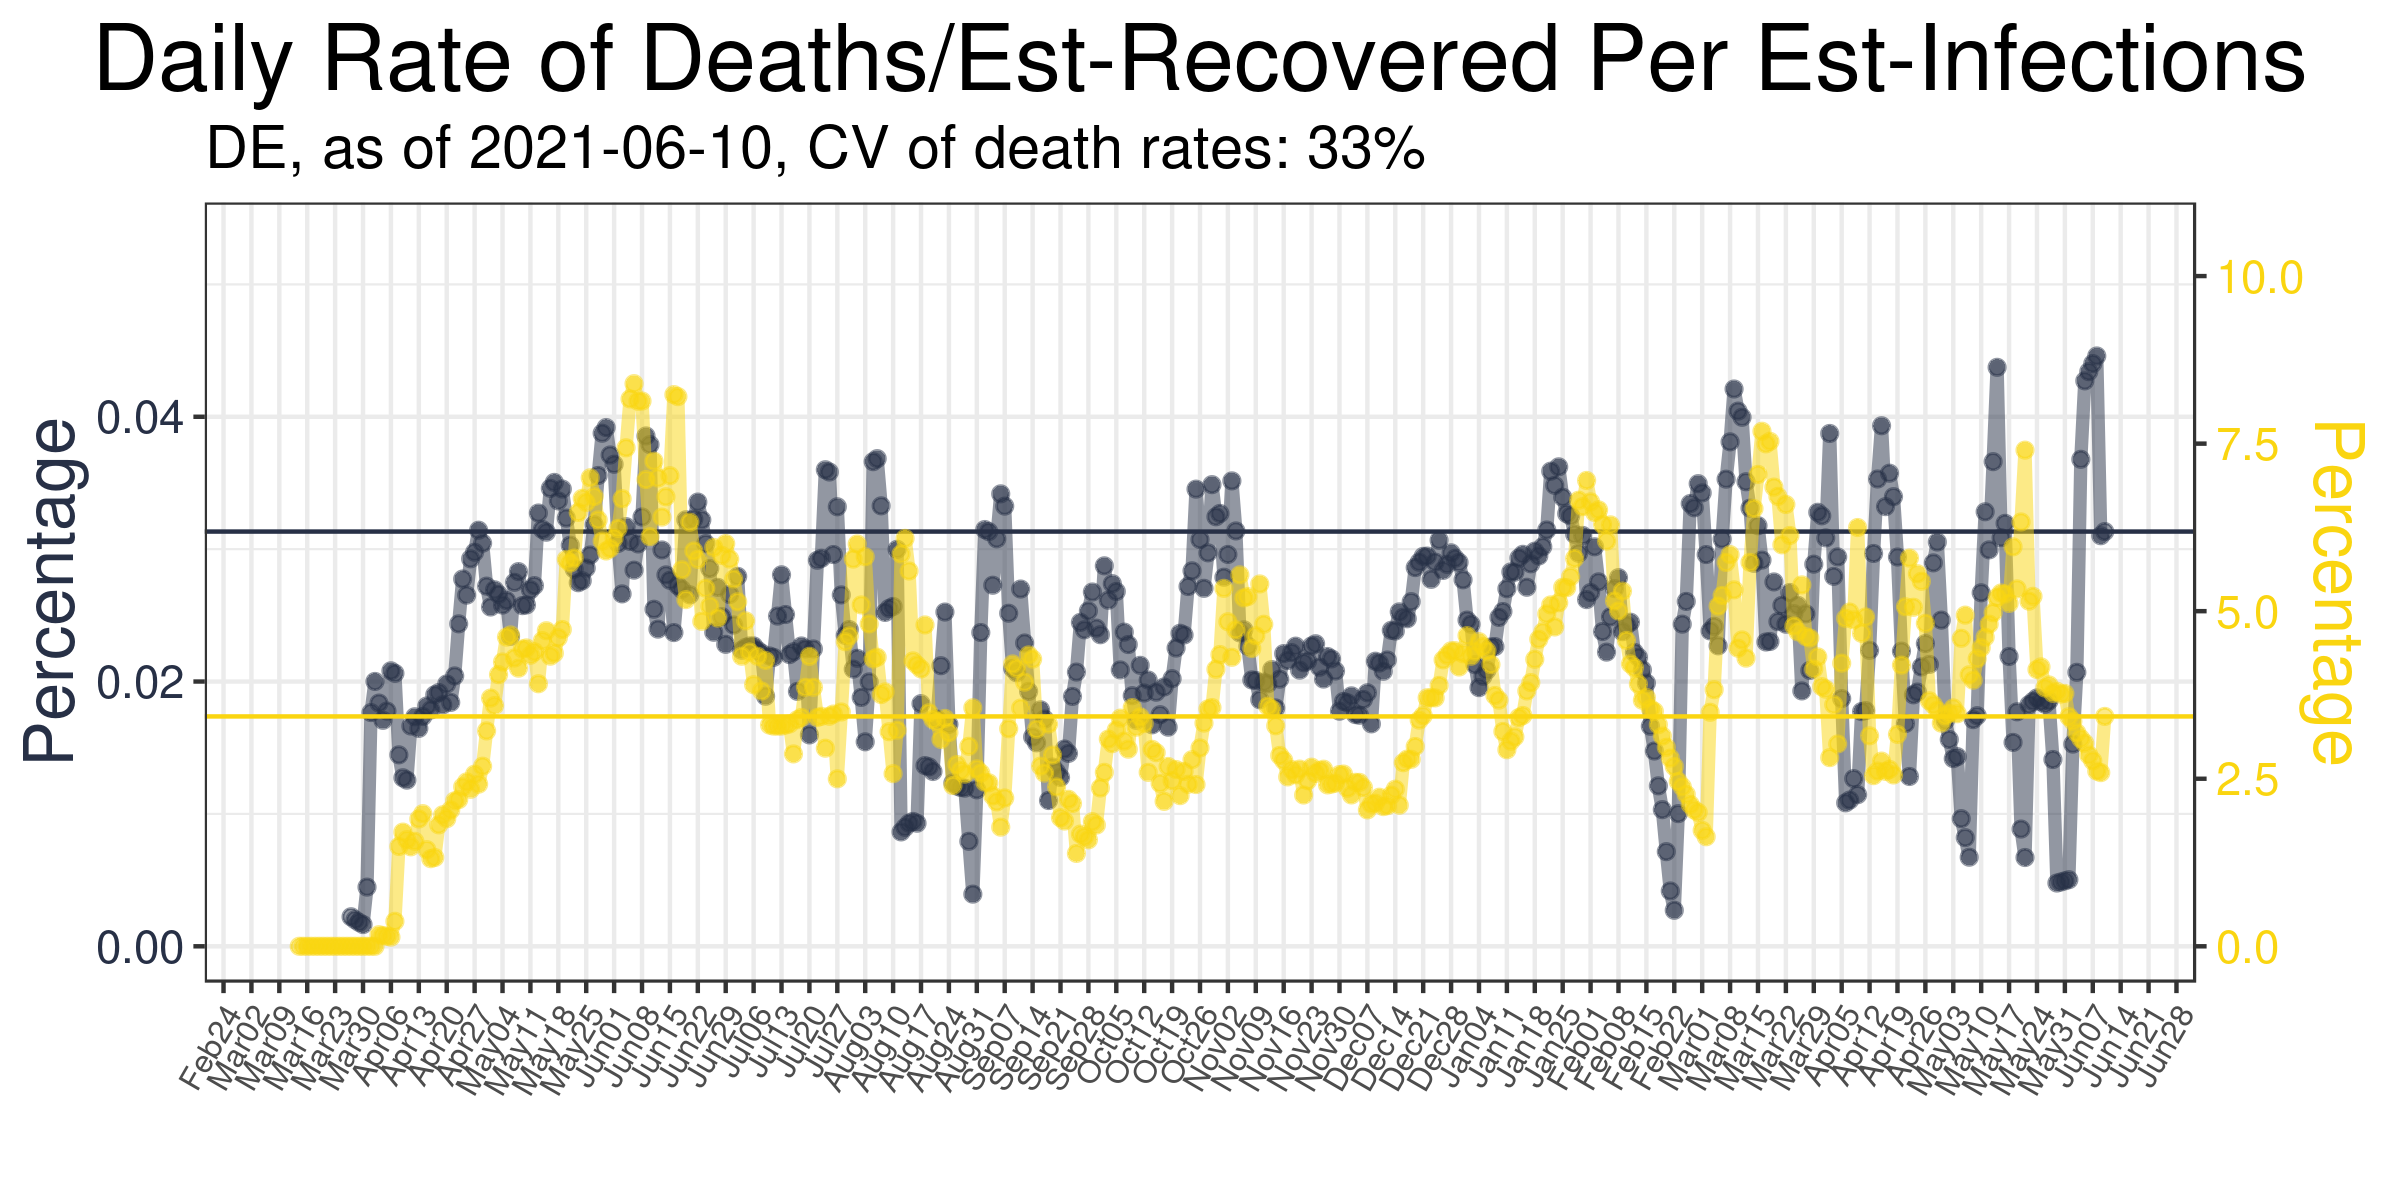 Daily Rate of Deaths/Est-Recovered Per Est-Infections
DE, as of 2021-06-10, CV of death rates: 33%
Percentage
0.04
0.02
0.00
10.0
7.5
5.0
2.5
0.0
Percentage
Feb24
Mar02
Mar09
Mar16
Mar23
Mar30
Apr06
Apr13
Apr20
Apr27
May04
May11
May18
May25
Jun01
Jun08
Jun15
Jun22
Jun29
Jul06
Jul13
Jul20
Jul27
Aug03
Aug10
Aug17
Aug24
Aug31
Sep07
Sep14
Sep21
Sep28
Oct05
Oct12
Oct19
Oct26
Nov02
Nov09
Nov16
Nov23
Nov30
Dec07
Dec14
Dec21
Dec28
Jan04
Jan11
Jan18
Jan25
Feb01
Feb08
Feb15
Feb22
Mar01
Mar08
Mar15
Mar22
Mar29
Apr05
Apr12
Apr19
Apr26
May03
May10
May17
May24
May31
Jun07
Jun14
Jun21
Jun28